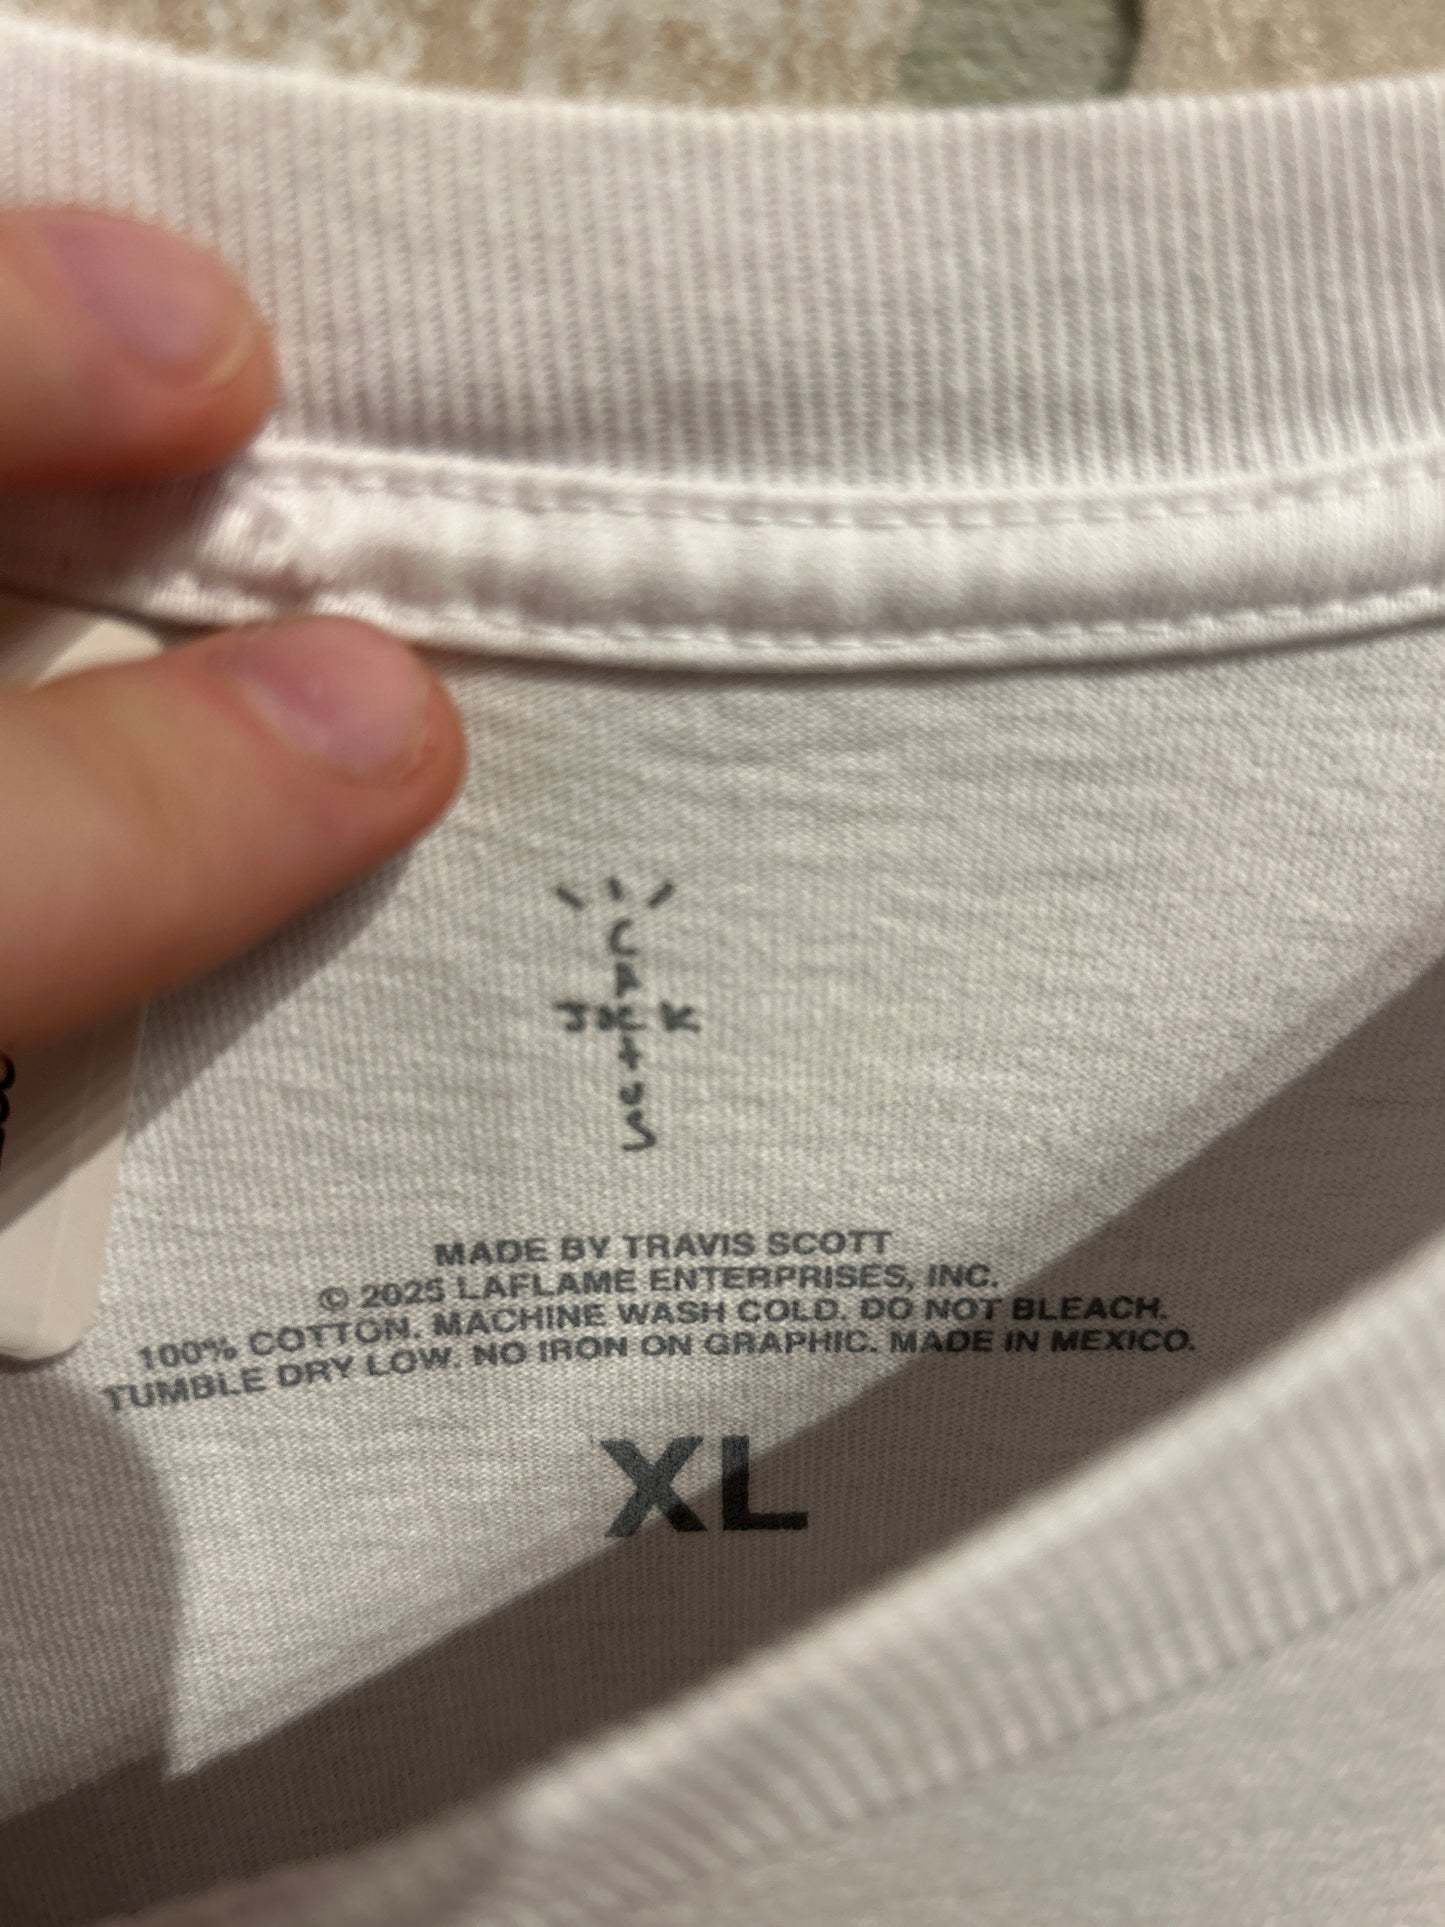 CACTUS
JACK
MADE BY TRAVIS SCOTT
© 2025 LAFLAME ENTERPRISES, INC.
100% COTTON. MACHINE WASH COLD. DO NOT BLEACH.
TUMBLE DRY LOW. NO IRON ON GRAPHIC. MADE IN MEXICO.
XL